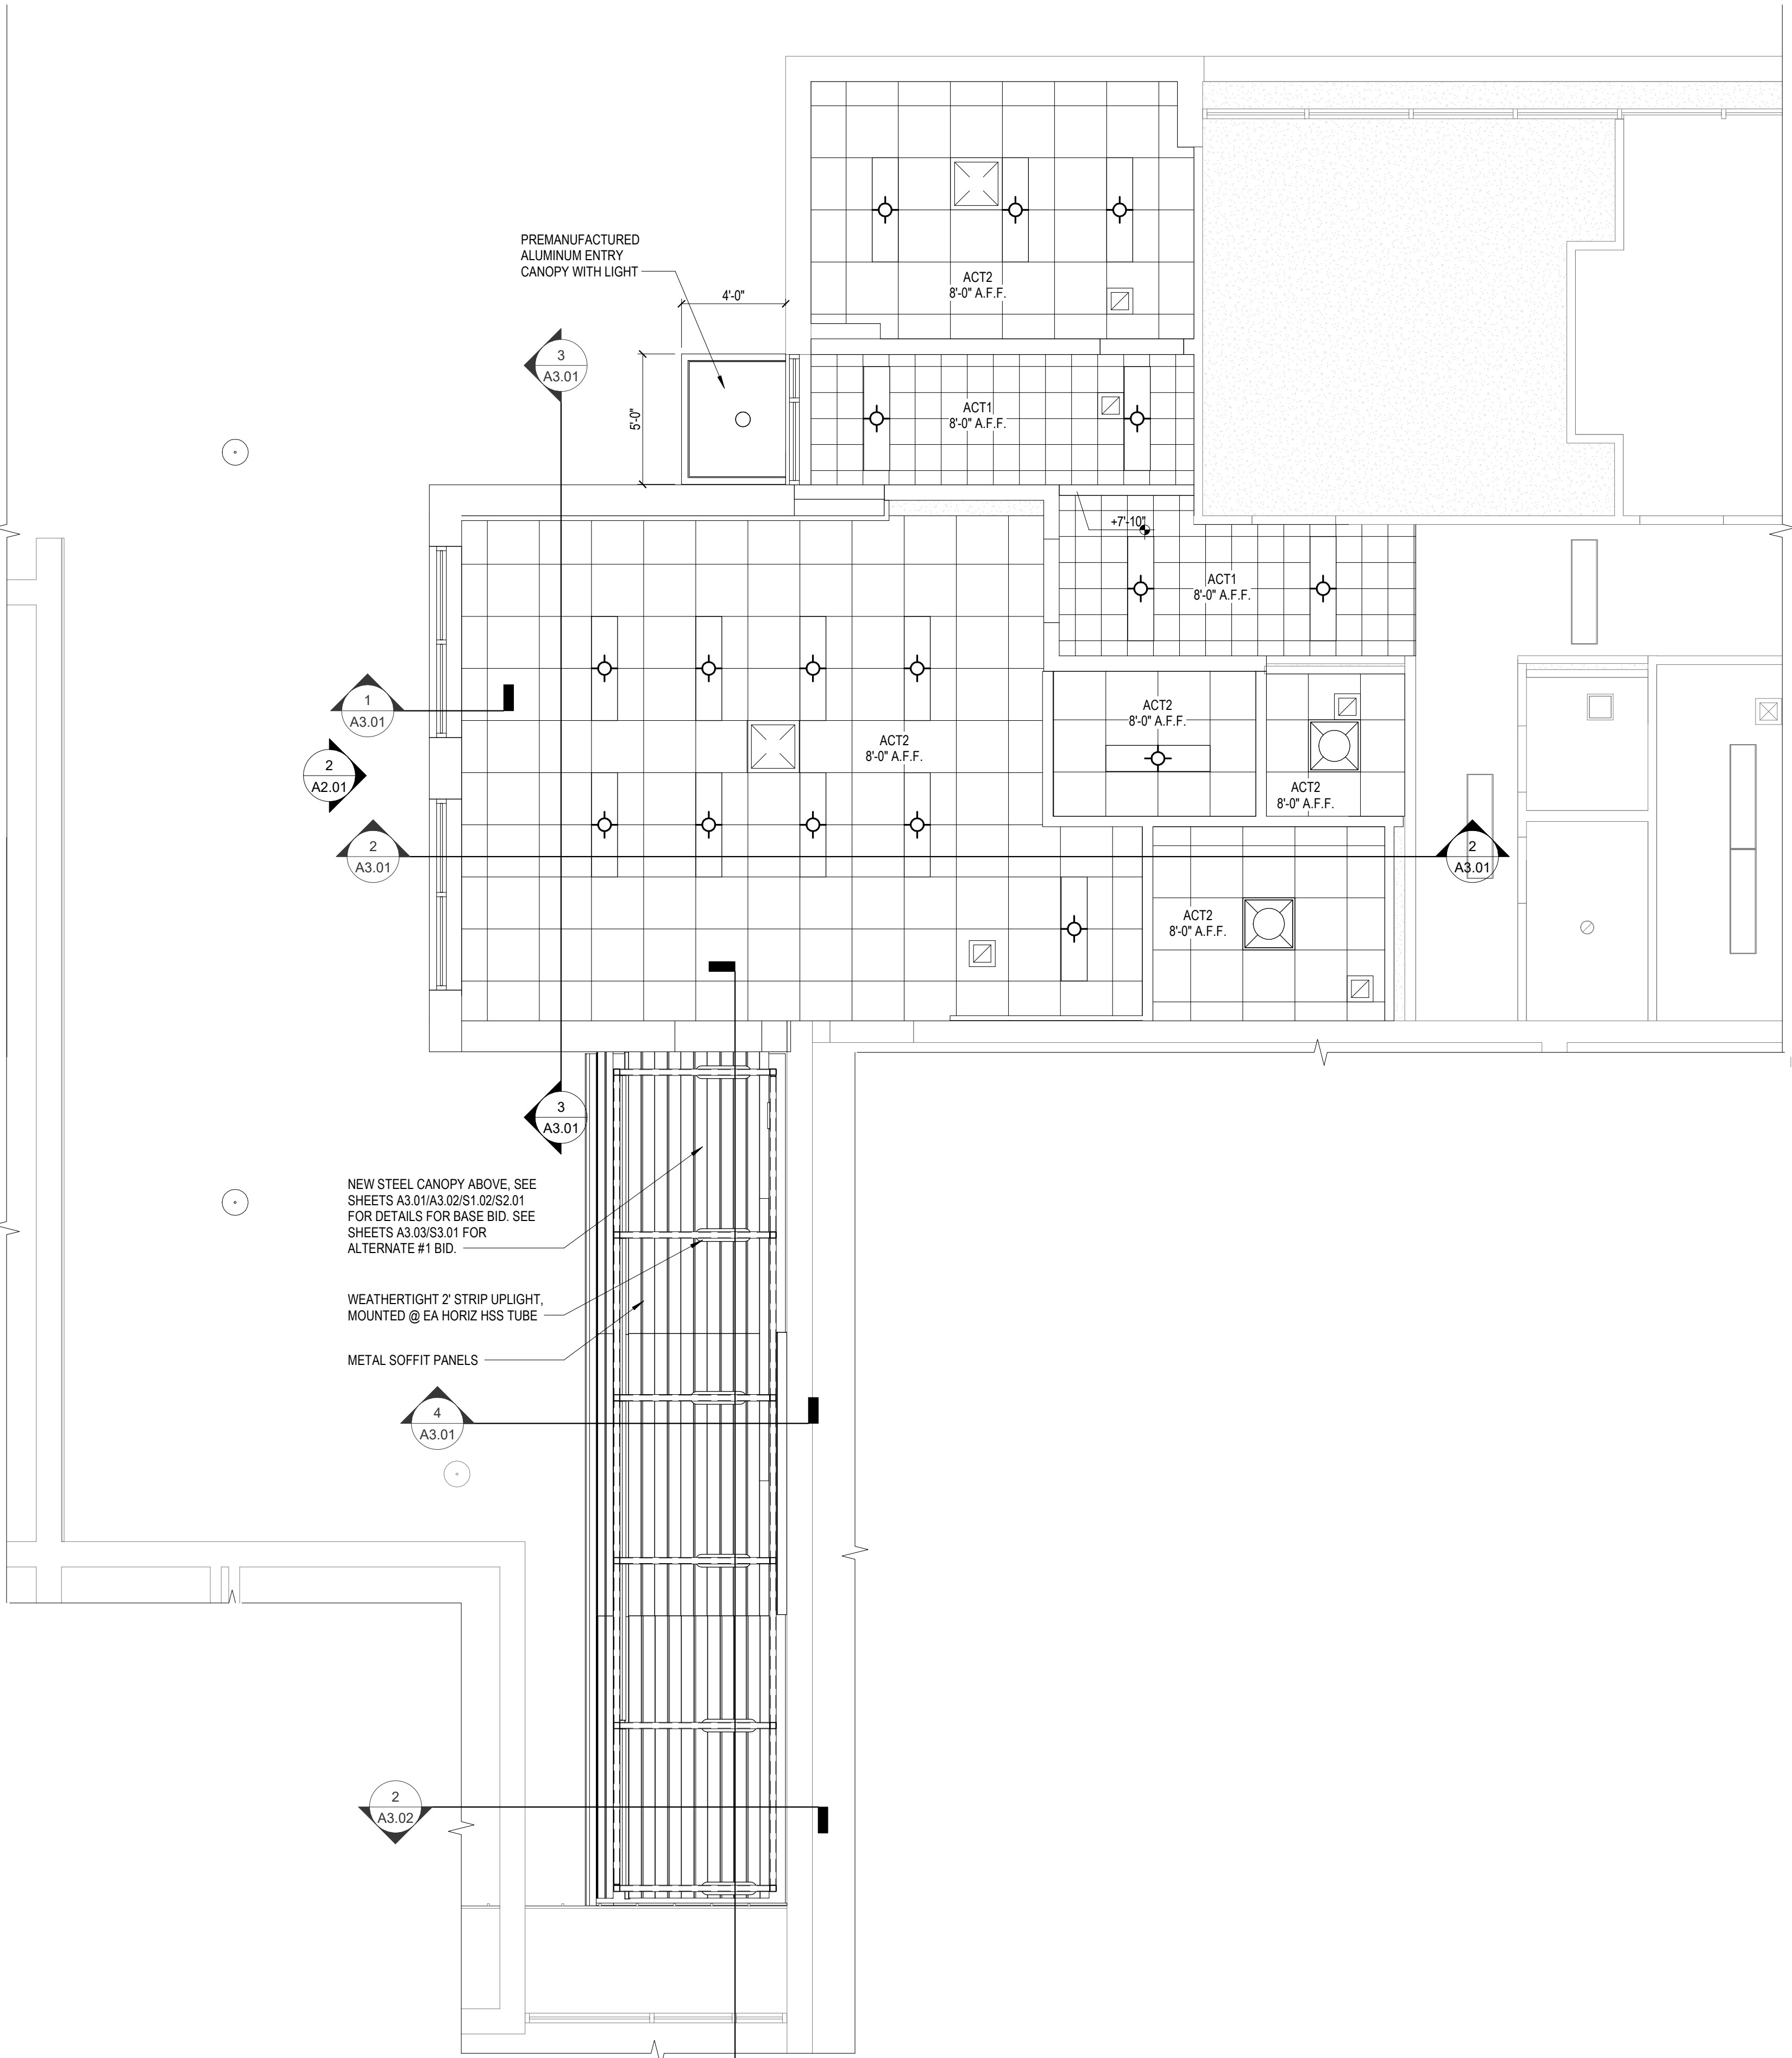 PREMANUFACTURED
ALUMINUM ENTRY
CANOPY WITH LIGHT
4'-0"
5'-0"
3
A3.01
ACT2
8'-0" A.F.F.
ACT1
8'-0" A.F.F.
+7'-10"
ACT1
8'-0" A.F.F.
1
A3.01
2
A2.01
2
A3.01
ACT2
8'-0" A.F.F.
ACT2
8'-0" A.F.F.
ACT2
8'-0" A.F.F.
2
A3.01
ACT2
8'-0" A.F.F.
3
A3.01
NEW STEEL CANOPY ABOVE, SEE
SHEETS A3.01/A3.02/S1.02/S2.01
FOR DETAILS FOR BASE BID. SEE
SHEETS A3.03/S3.01 FOR
ALTERNATE #1 BID.
WEATHERTIGHT 2' STRIP UPLIGHT,
MOUNTED @ EA HORIZ HSS TUBE
METAL SOFFIT PANELS
4
A3.01
2
A3.02